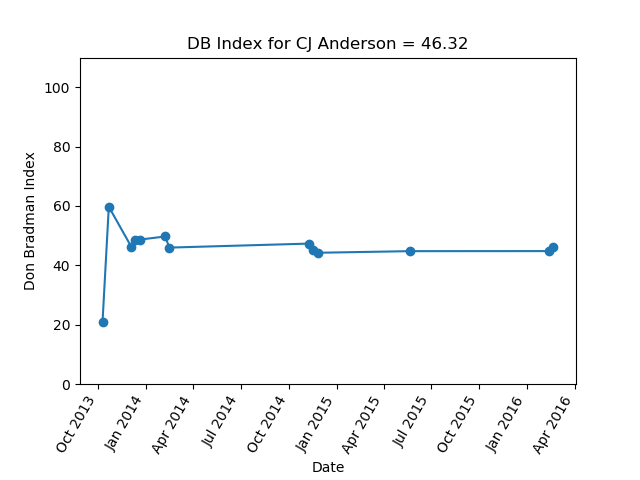 DB Index for CJ Anderson = 46.32
100
80
60
40
20
0
Don Bradman Index
Oct 2013
Jan 2014
Apr 2014
Jul 2014
Oct 2014
Jan 2015
Apr 2015
Jul 2015
Oct 2015
Jan 2016
Apr 2016
Date